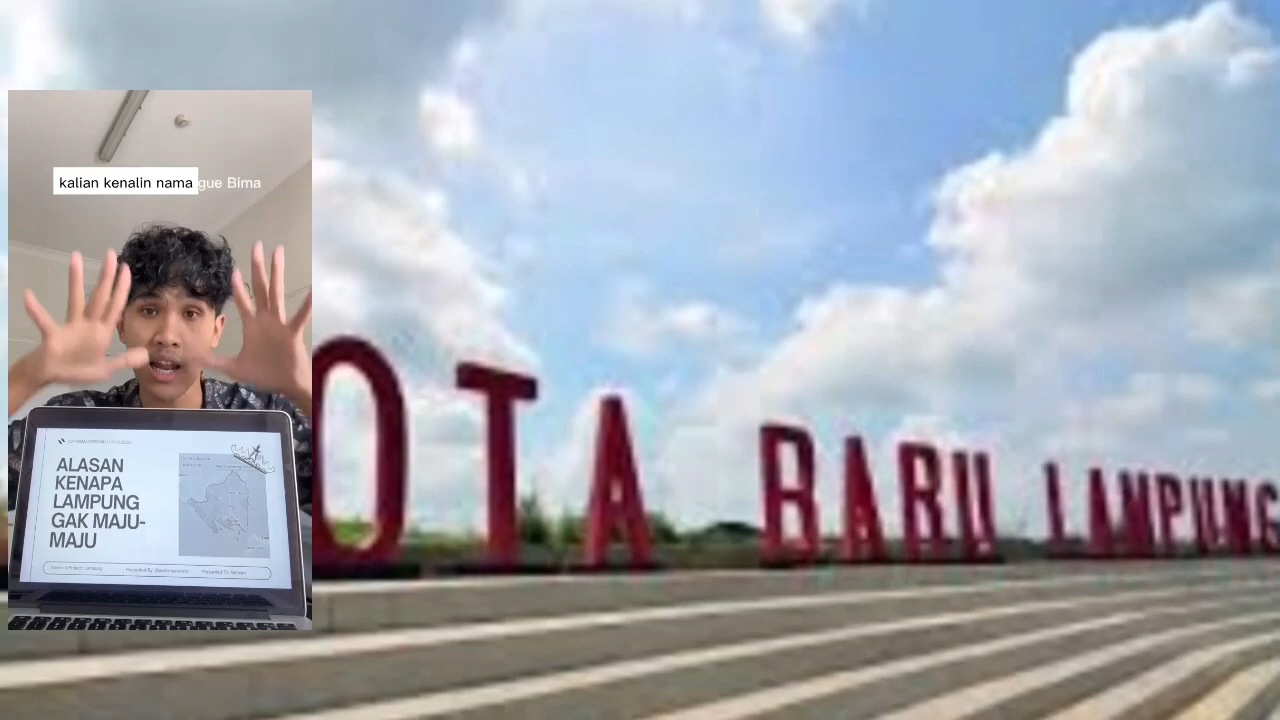 kalian kenalin nama gue Bima
ALASAN
KENAPA
LAMPUNG
GAK MAJU-
MAJU
OTA BARU LAMPUNG